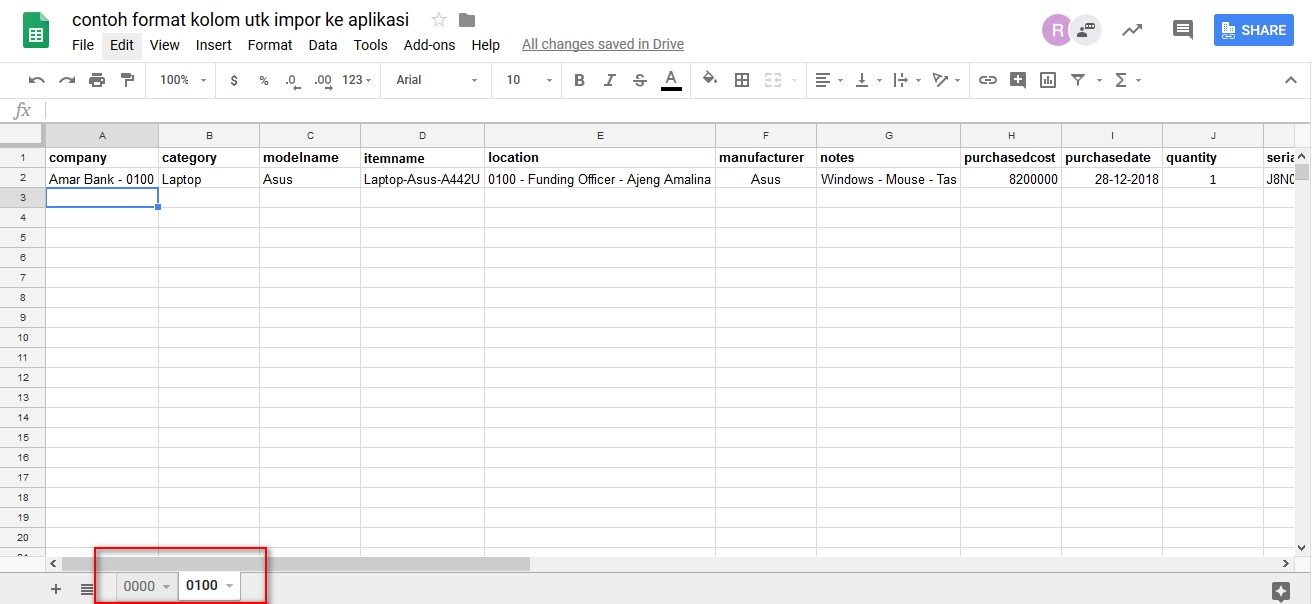 contoh format kolom utk impor ke aplikasi
R
SHARE
File Edit View Insert Format Data Tools Add-ons Help All changes saved in Drive
100% $ % .0 .00 123 Arial 10 B I S A Σ
fx
A B C D E F G H I J
1 company category modelname itemname location manufacturer notes purchasedcost purchasedate quantity seria
2 Amar Bank - 0100 Laptop Asus Laptop-Asus-A442U 0100 - Funding Officer - Ajeng Amalina Asus Windows - Mouse - Tas 8200000 28-12-2018 1 J8N0
3
4
5
6
7
8
9
10
11
12
13
14
15
16
17
18
19
20
0000 0100